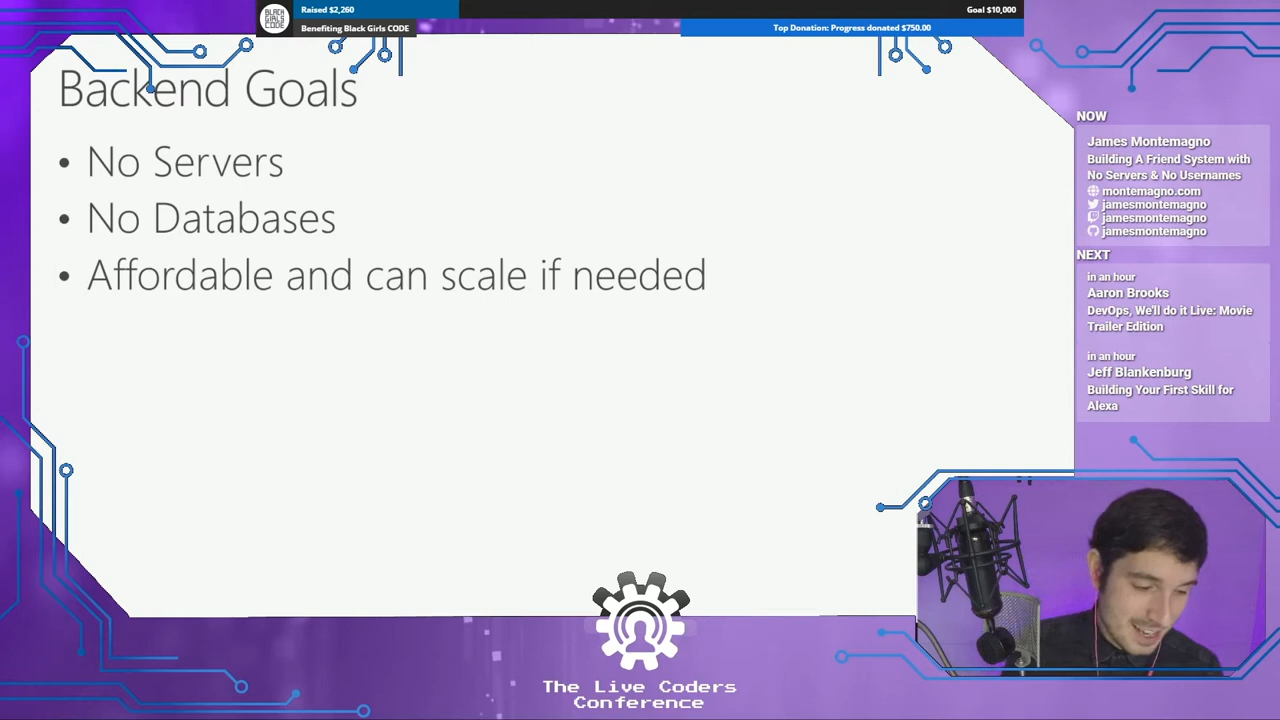 Raised $2,260
Goal $10,000
BLACK GIRLS CODE
Benefiting Black Girls CODE
Top Donation: Progress donated $750.00
Backend Goals
• No Servers
• No Databases
• Affordable and can scale if needed
NOW
James Montemagno
Building A Friend System with
No Servers & No Usernames
montemagno.com
jamesmontemagno
jamesmontemagno
jamesmontemagno
NEXT
in an hour
Aaron Brooks
DevOps, We'll do it Live: Movie
Trailer Edition
in an hour
Jeff Blankenburg
Building Your First Skill for
Alexa
The Live Coders
Conference